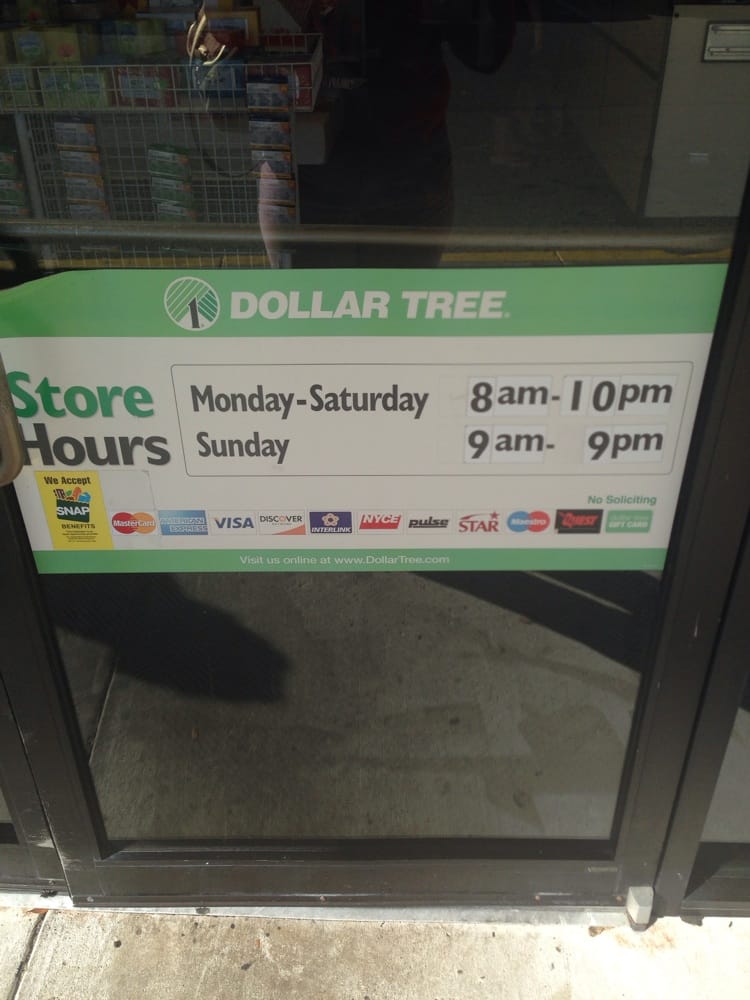 DOLLAR TREE.
Store Hours
Monday-Saturday 8am-10pm
Sunday 9am- 9pm
We Accept
SNAP
BENEFITS
No Soliciting
MasterCard AMERICAN EXPRESS VISA DISCOVER INTERLINK NYCE pulse STAR Maestro QUEST GIFT CARD
Visit us online at www.DollarTree.com